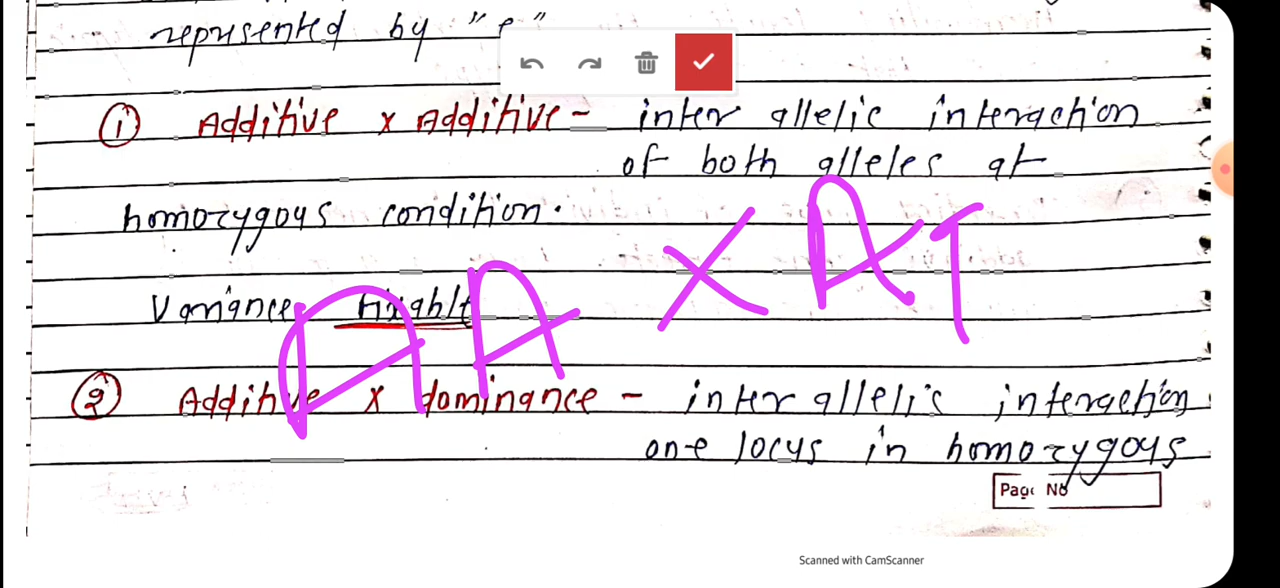 represented by "e"
① Additive x Additive - inter allelic interaction
of both alleles at
homozygous condition.
Variance fixable
AA X AT
② Additive x dominance - inter allelic interaction
one locus in homozygous
Page No
Scanned with CamScanner